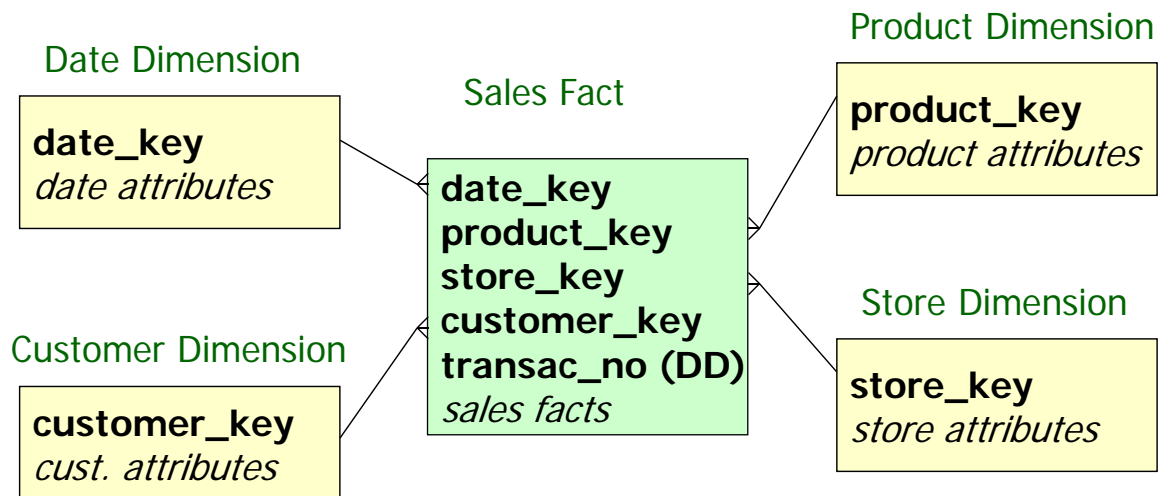 Date Dimension
date_key
date attributes
Sales Fact
date_key
product_key
store_key
customer_key
transac_no (DD)
sales facts
Product Dimension
product_key
product attributes
Customer Dimension
customer_key
cust. attributes
Store Dimension
store_key
store attributes